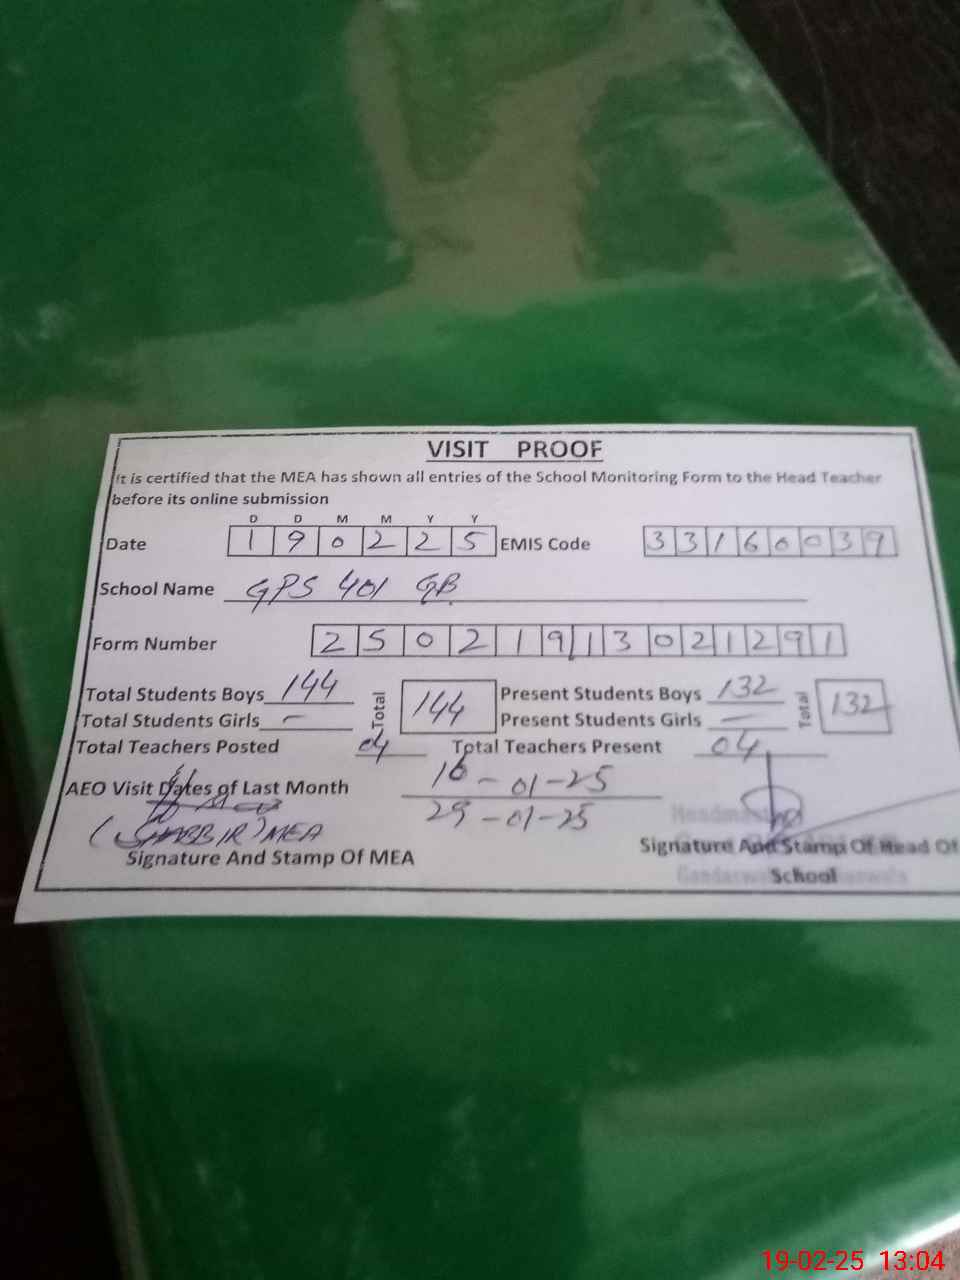 VISIT PROOF
It is certified that the MEA has shown all entries of the School Monitoring Form to the Head Teacher
before its online submission
D D M M Y Y
Date 1 9 0 2 2 5 EMIS Code 3 3 1 6 0 0 3 9
School Name GPS 401 GB
Form Number 2 5 0 2 1 9 1 3 0 2 1 2 9 1
Total Students Boys 144 Total 144 Present Students Boys 132 Total 132
Total Students Girls — Present Students Girls —
Total Teachers Posted 04 Total Teachers Present 04
AEO Visit Dates of Last Month 16-01-25
29-01-25
(SHABBIR) MEA
Signature And Stamp Of MEA
Signature And Stamp Of Head Of
School
19-02-25 13:04